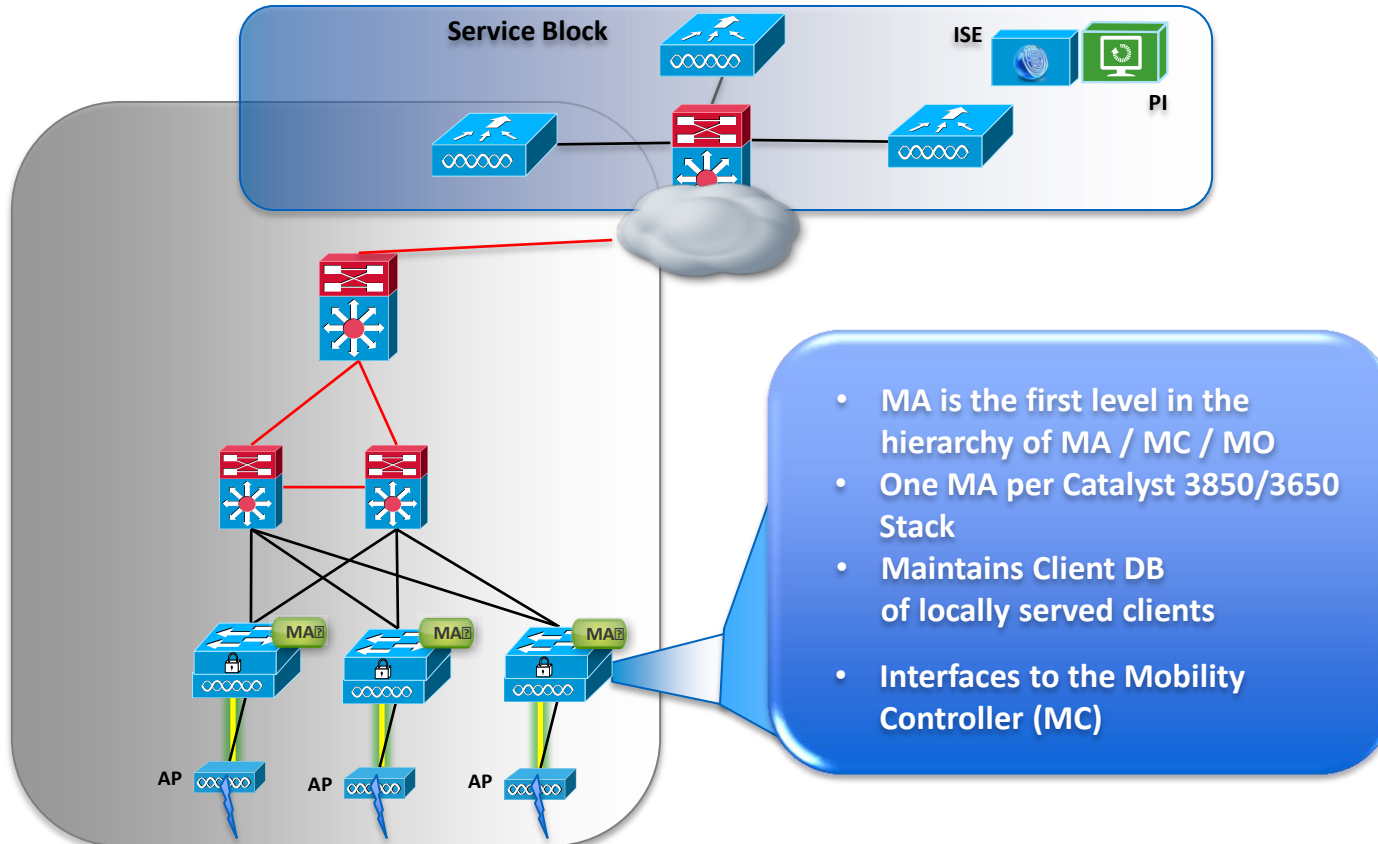 Service Block
ISE
PI
• MA is the first level in the
hierarchy of MA / MC / MO
• One MA per Catalyst 3850/3650
Stack
• Maintains Client DB
of locally served clients
• Interfaces to the Mobility
Controller (MC)
MA
MA
MA
AP
AP
AP